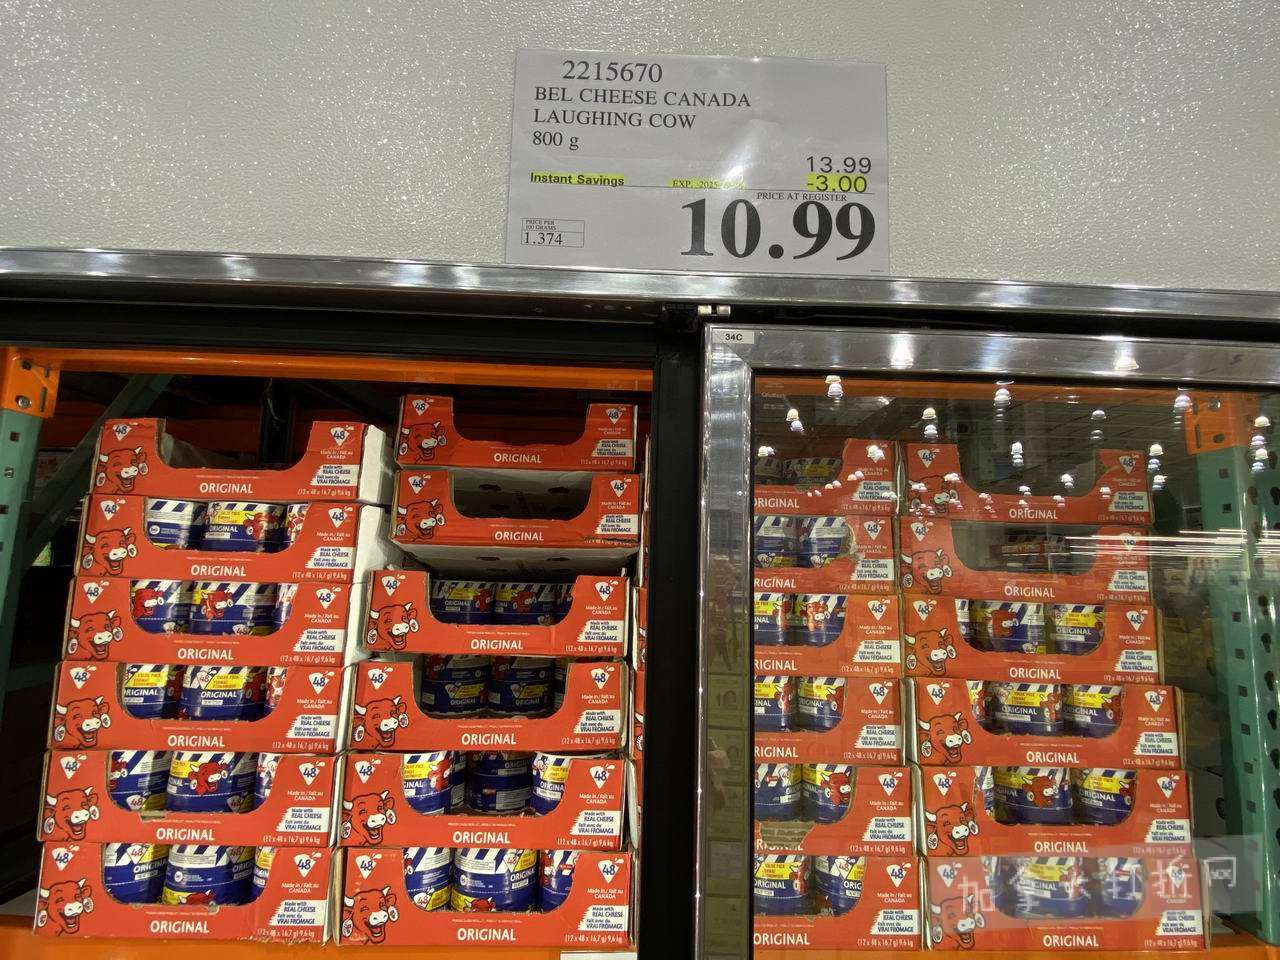 2215670
BEL CHEESE CANADA
LAUGHING COW
800 g
13.99
Instant Savings
-3.00
PRICE AT REGISTER
10.99
PRICE PER
100 GRAMS
1.374
34C
48
ORIGINAL
Made in / Fait au
CANADA
Made with
REAL CHEESE
Fait avec du
VRAI FROMAGE
(12 x 48 x 16,7 g) 9,6 kg
加拿大打折网